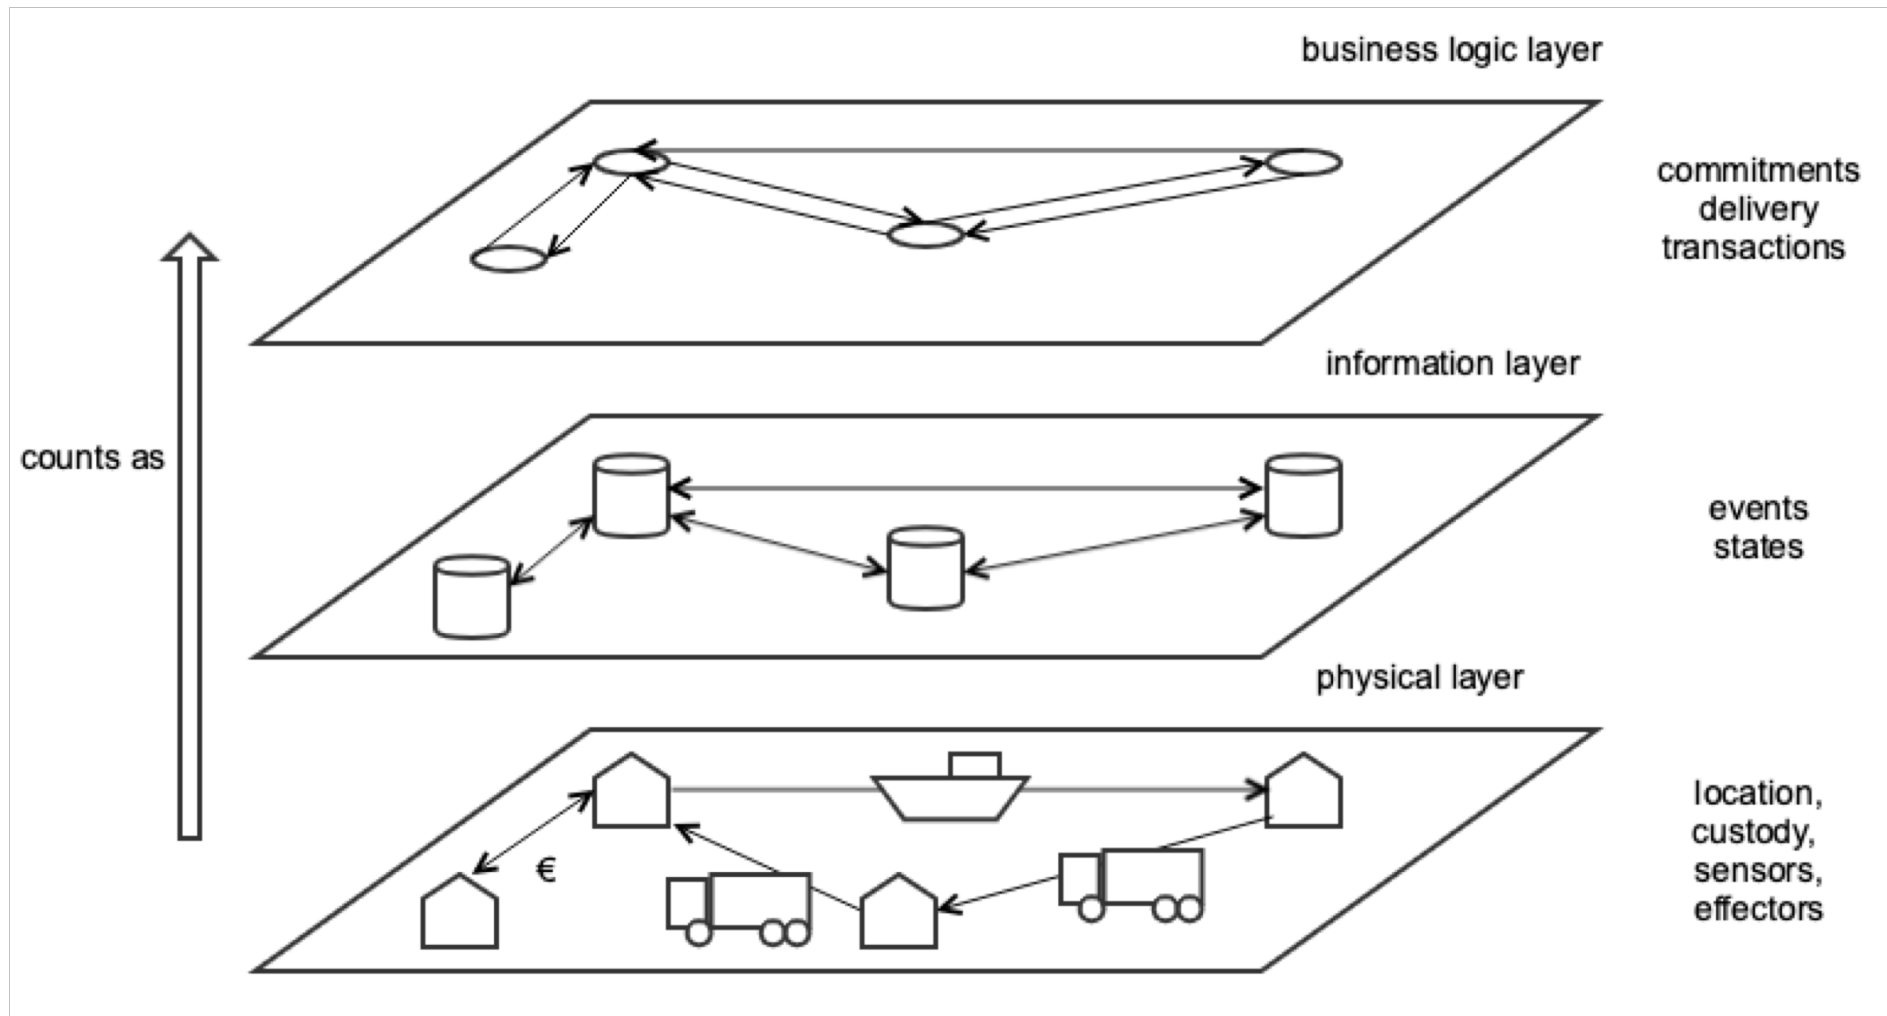 business logic layer
commitments
delivery
transactions
information layer
counts as
events
states
physical layer
location,
custody,
sensors,
effectors
€